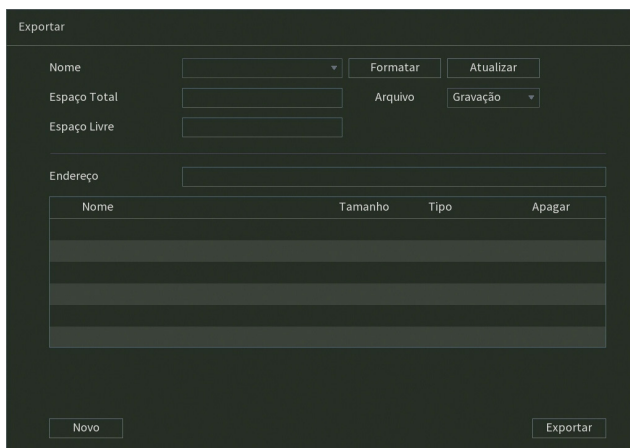 Exportar
Nome Formatar Atualizar
Espaço Total Arquivo Gravação
Espaço Livre
Endereço
Nome Tamanho Tipo Apagar
Novo Exportar